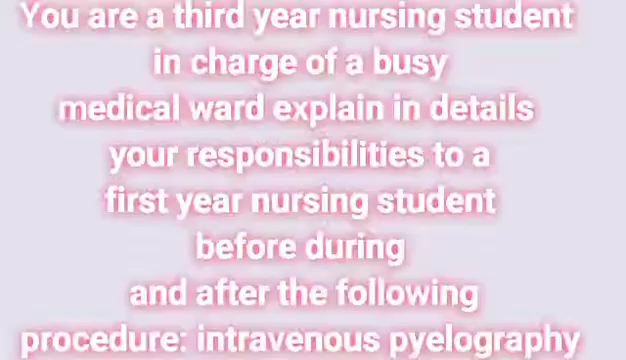 You are a third year nursing student
in charge of a busy
medical ward explain in details
your responsibilities to a
first year nursing student
before during
and after the following
procedure: intravenous pyelography